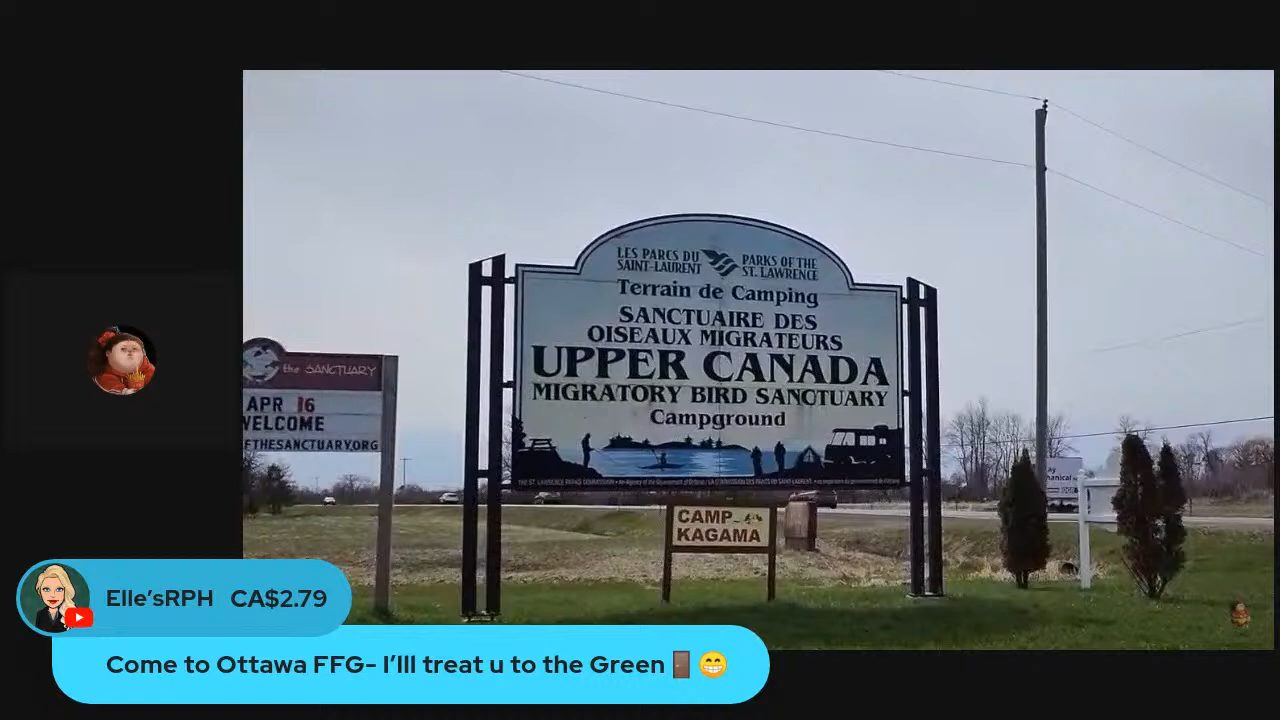 LES PARCS DU
SAINT-LAURENT
PARKS OF THE
ST. LAWRENCE
Terrain de Camping
SANCTUAIRE DES
OISEAUX MIGRATEURS
UPPER CANADA
MIGRATORY BIRD SANCTUARY
Campground
the SANCTUARY
APR 16
WELCOME
FTHESANCTUARY.ORG
CAMP
KAGAMA
Elle'sRPH CA$2.79
Come to Ottawa FFG- I'lll treat u to the Green 🚪 😁